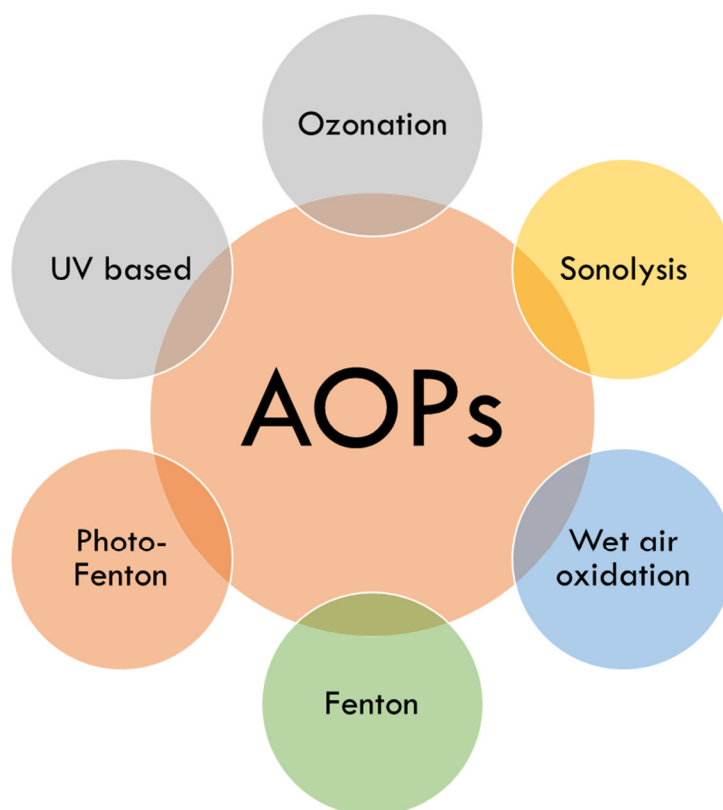 Ozonation
UV based
Sonolysis
AOPs
Photo-
Fenton
Wet air
oxidation
Fenton